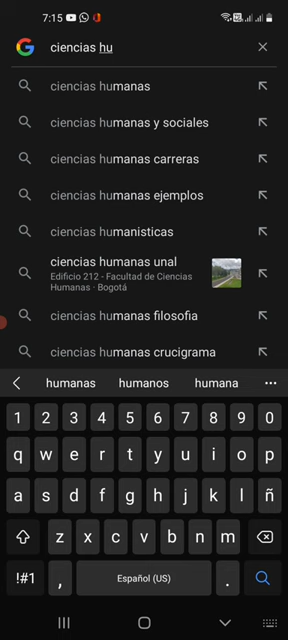 7:15
ciencias hu
ciencias humanas
ciencias humanas y sociales
ciencias humanas carreras
ciencias humanas ejemplos
ciencias humanisticas
ciencias humanas unal
Edificio 212 - Facultad de Ciencias
Humanas · Bogotá
ciencias humanas filosofia
ciencias humanas crucigrama
humanas humanos humana
1 2 3 4 5 6 7 8 9 0
q w e r t y u i o p
a s d f g h j k l ñ
z x c v b n m
!#1 , Español (US) .